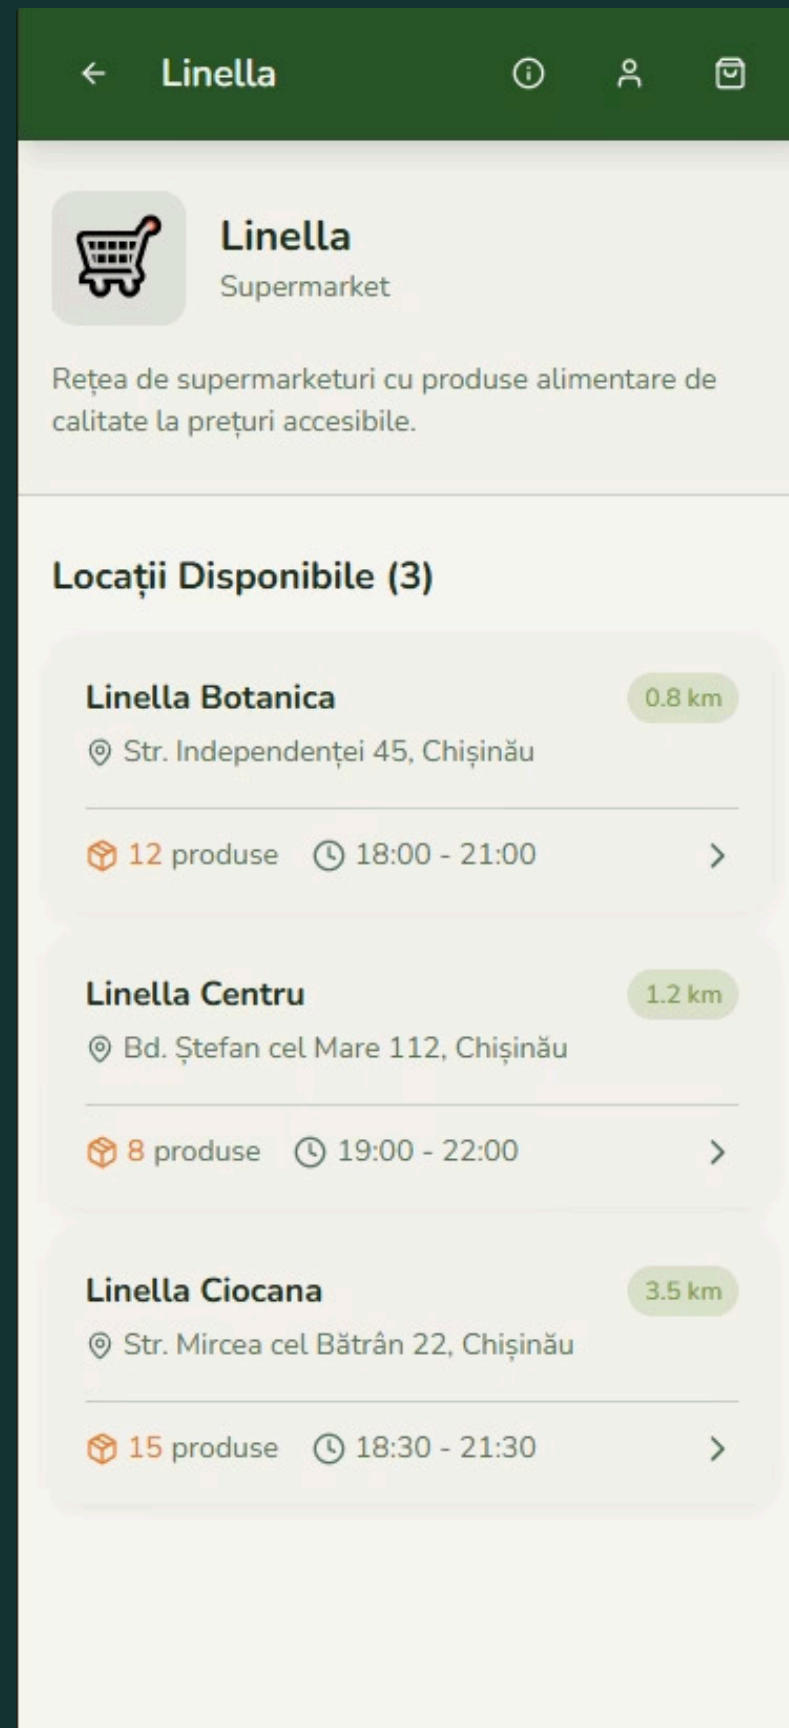 Linella
Linella
Supermarket
Rețea de supermarketuri cu produse alimentare de
calitate la prețuri accesibile.
Locații Disponibile (3)
Linella Botanica
0.8 km
Str. Independenței 45, Chișinău
12 produse
18:00 - 21:00
Linella Centru
1.2 km
Bd. Ștefan cel Mare 112, Chișinău
8 produse
19:00 - 22:00
Linella Ciocana
3.5 km
Str. Mircea cel Bătrân 22, Chișinău
15 produse
18:30 - 21:30